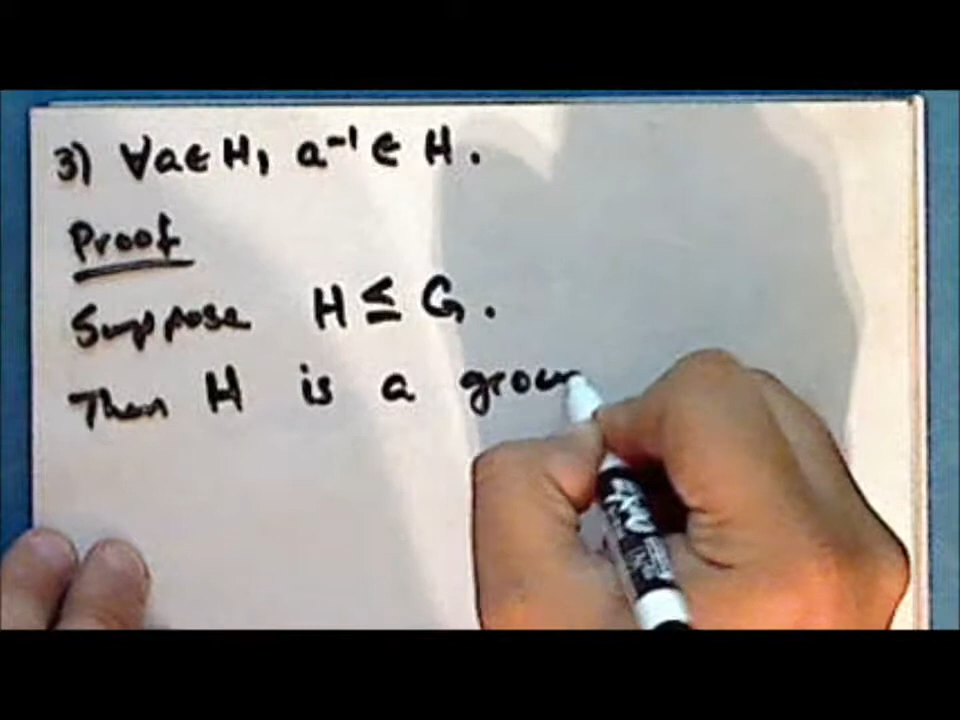 3) ∀a∈H, a⁻¹∈H.
Proof
Suppose H ≤ G.
Then H is a grou